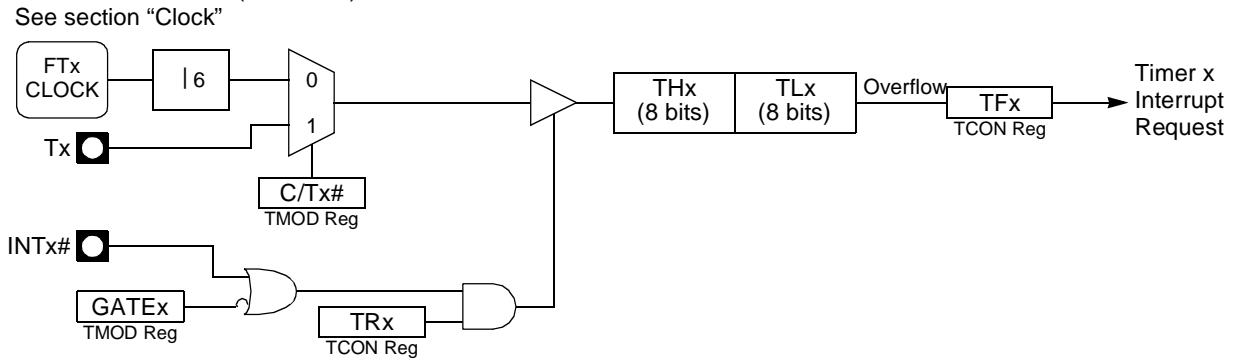 See section “Clock”
FTx
CLOCK
| 6
0
1
Tx
C/Tx#
TMOD Reg
THx
(8 bits)
TLx
(8 bits)
Overflow
TFx
TCON Reg
Timer x
Interrupt
Request
INTx#
GATEx
TMOD Reg
TRx
TCON Reg